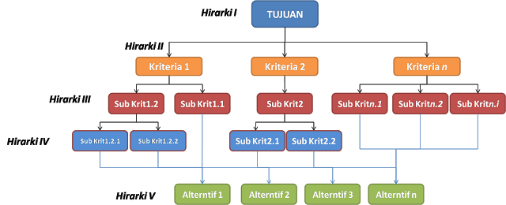 Hirarki I
TUJUAN
Hirarki II
Kriteria 1
Kriteria 2
Kriteria n
Hirarki III
Sub Krit1.2
Sub Krit1.1
Sub Krit2
Sub Kritn.1
Sub Kritn.2
Sub Kritn.i
Hirarki IV
Sub Krit1.2.1
Sub Krit1.2.2
Sub Krit2.1
Sub Krit2.2
Hirarki V
Alterntif 1
Alterntif 2
Alterntif 3
Alterntif n